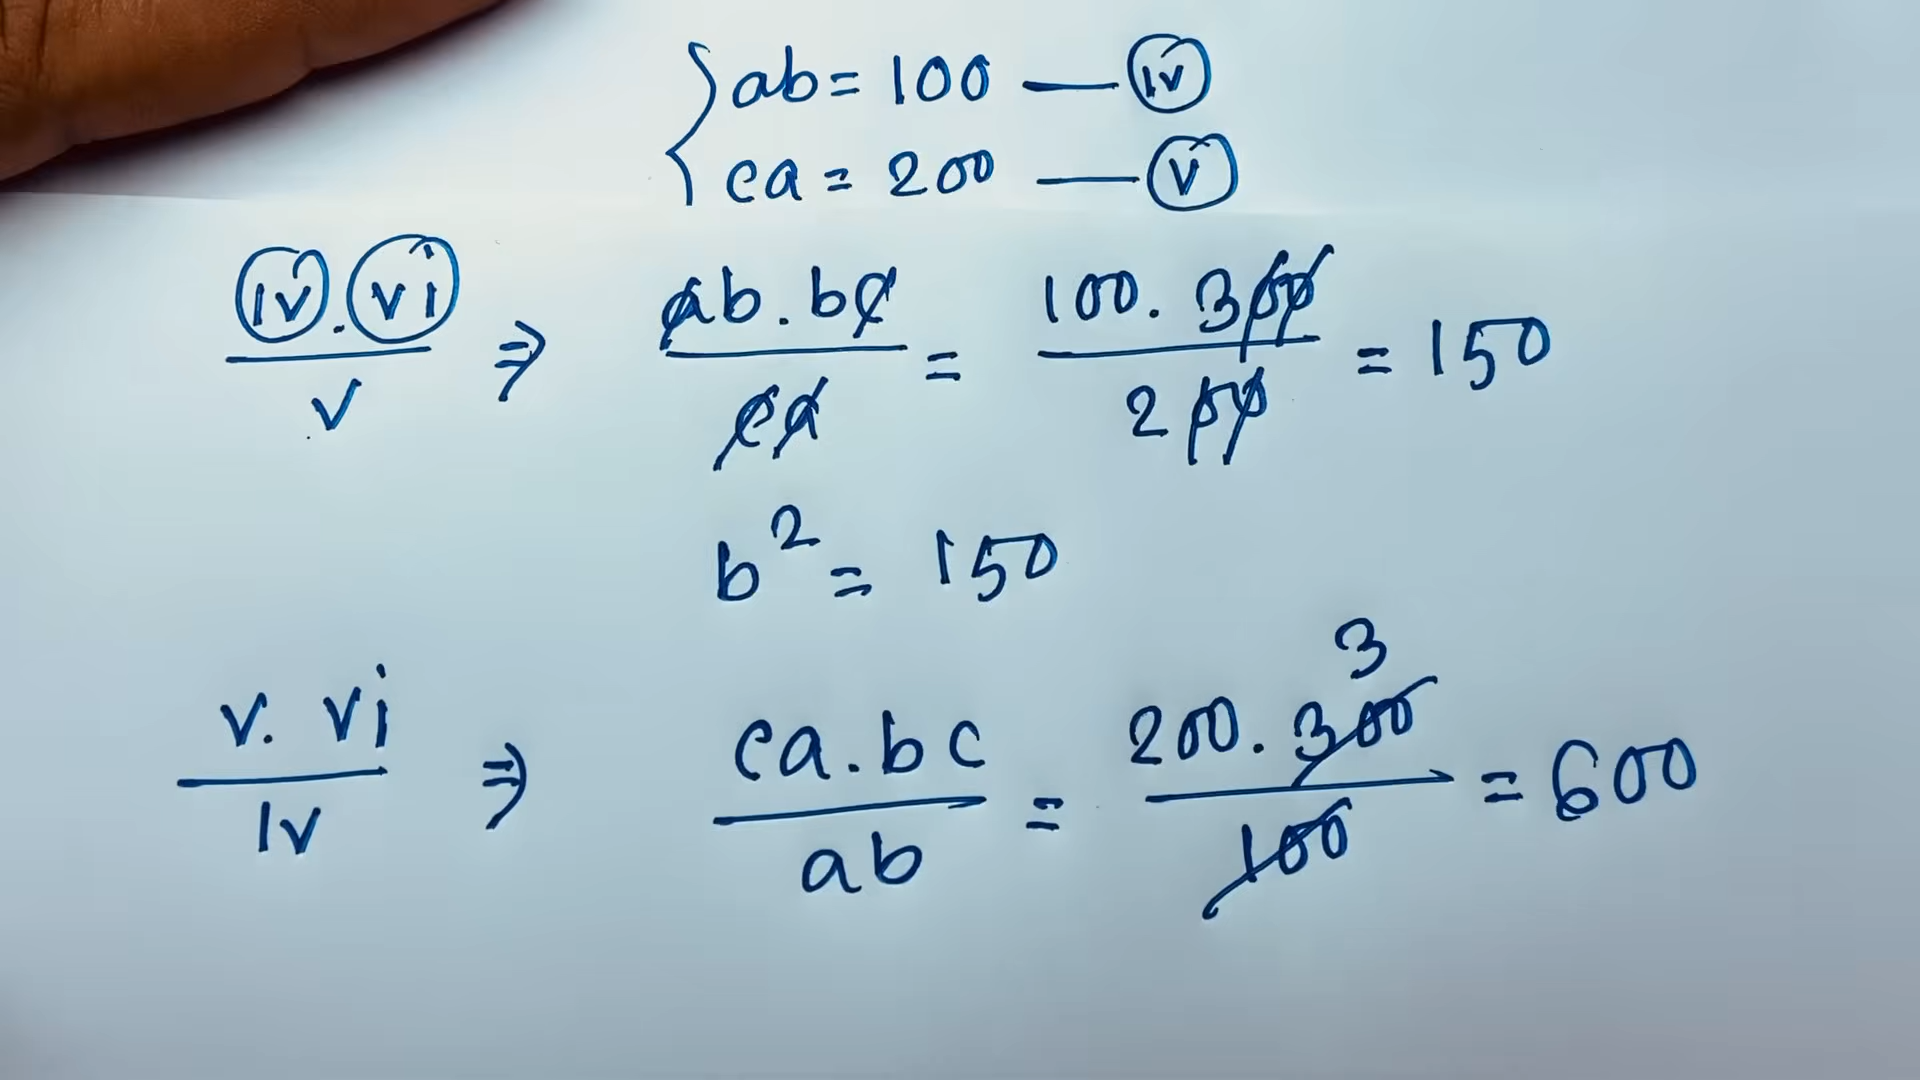 ab = 100 — (iv)
ca = 200 — (v)
(iv).(vi)/v ⇒ ab.bc/ca = 100.300/200 = 150
b² = 150
3
v. vi/iv ⇒ ca.bc/ab = 200.300/100 = 600